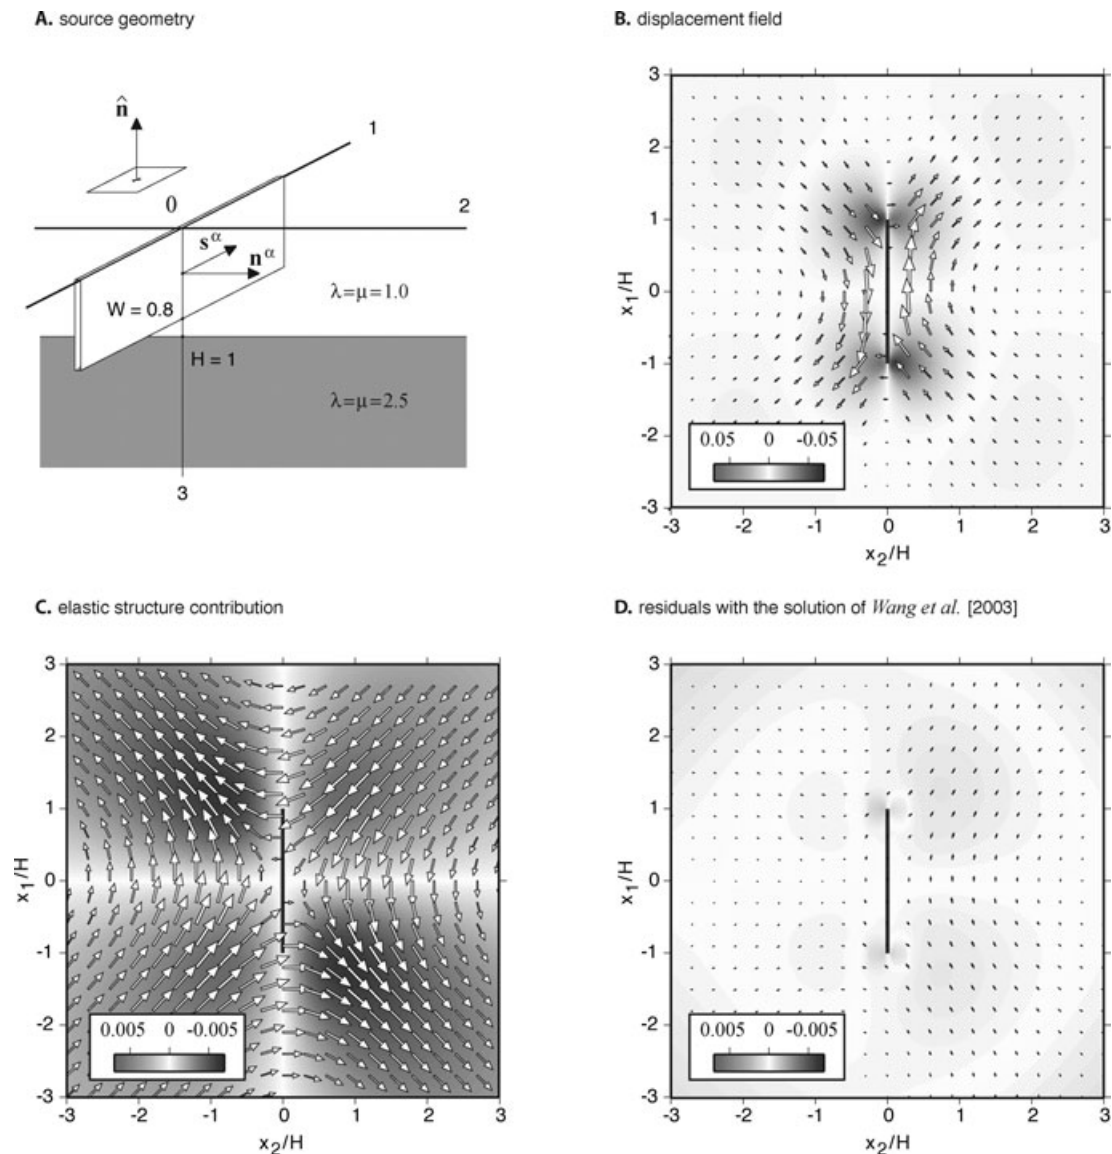 A. source geometry
n̂
1
0
2
sᵅ
nᵅ
λ=μ=1.0
W = 0.8
H = 1
λ=μ=2.5
3
B. displacement field
3
2
1
0
-1
-2
-3
x₁/H
0.05 0 -0.05
-3 -2 -1 0 1 2 3
x₂/H
C. elastic structure contribution
3
2
1
0
-1
-2
-3
x₁/H
0.005 0 -0.005
-3 -2 -1 0 1 2 3
x₂/H
D. residuals with the solution of Wang et al. [2003]
3
2
1
0
-1
-2
-3
x₁/H
0.005 0 -0.005
-3 -2 -1 0 1 2 3
x₂/H